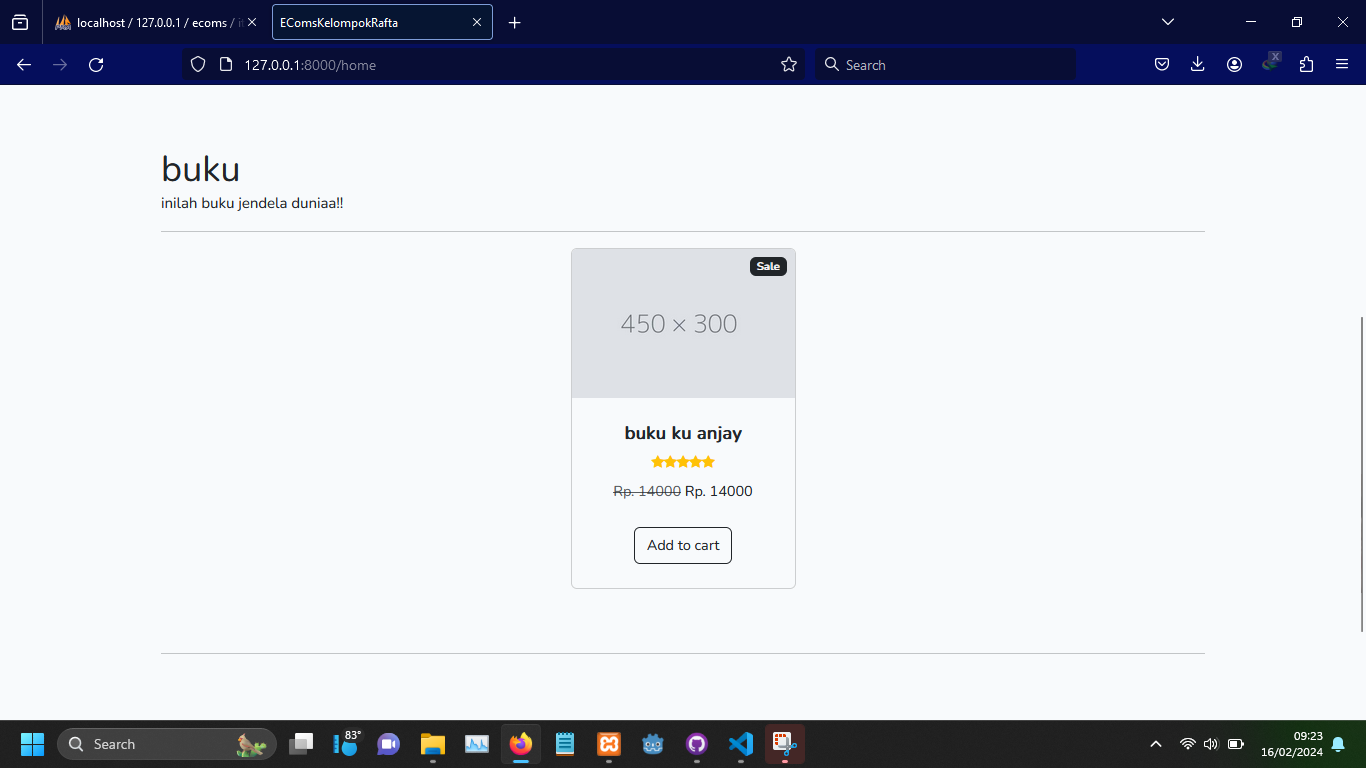 localhost / 127.0.0.1 / ecoms / it
EComsKelompokRafta
127.0.0.1:8000/home
Search
X
buku
inilah buku jendela duniaa!!
Sale
450 × 300
buku ku anjay
Rp. 14000 Rp. 14000
Add to cart
Search
83°
09:23
16/02/2024